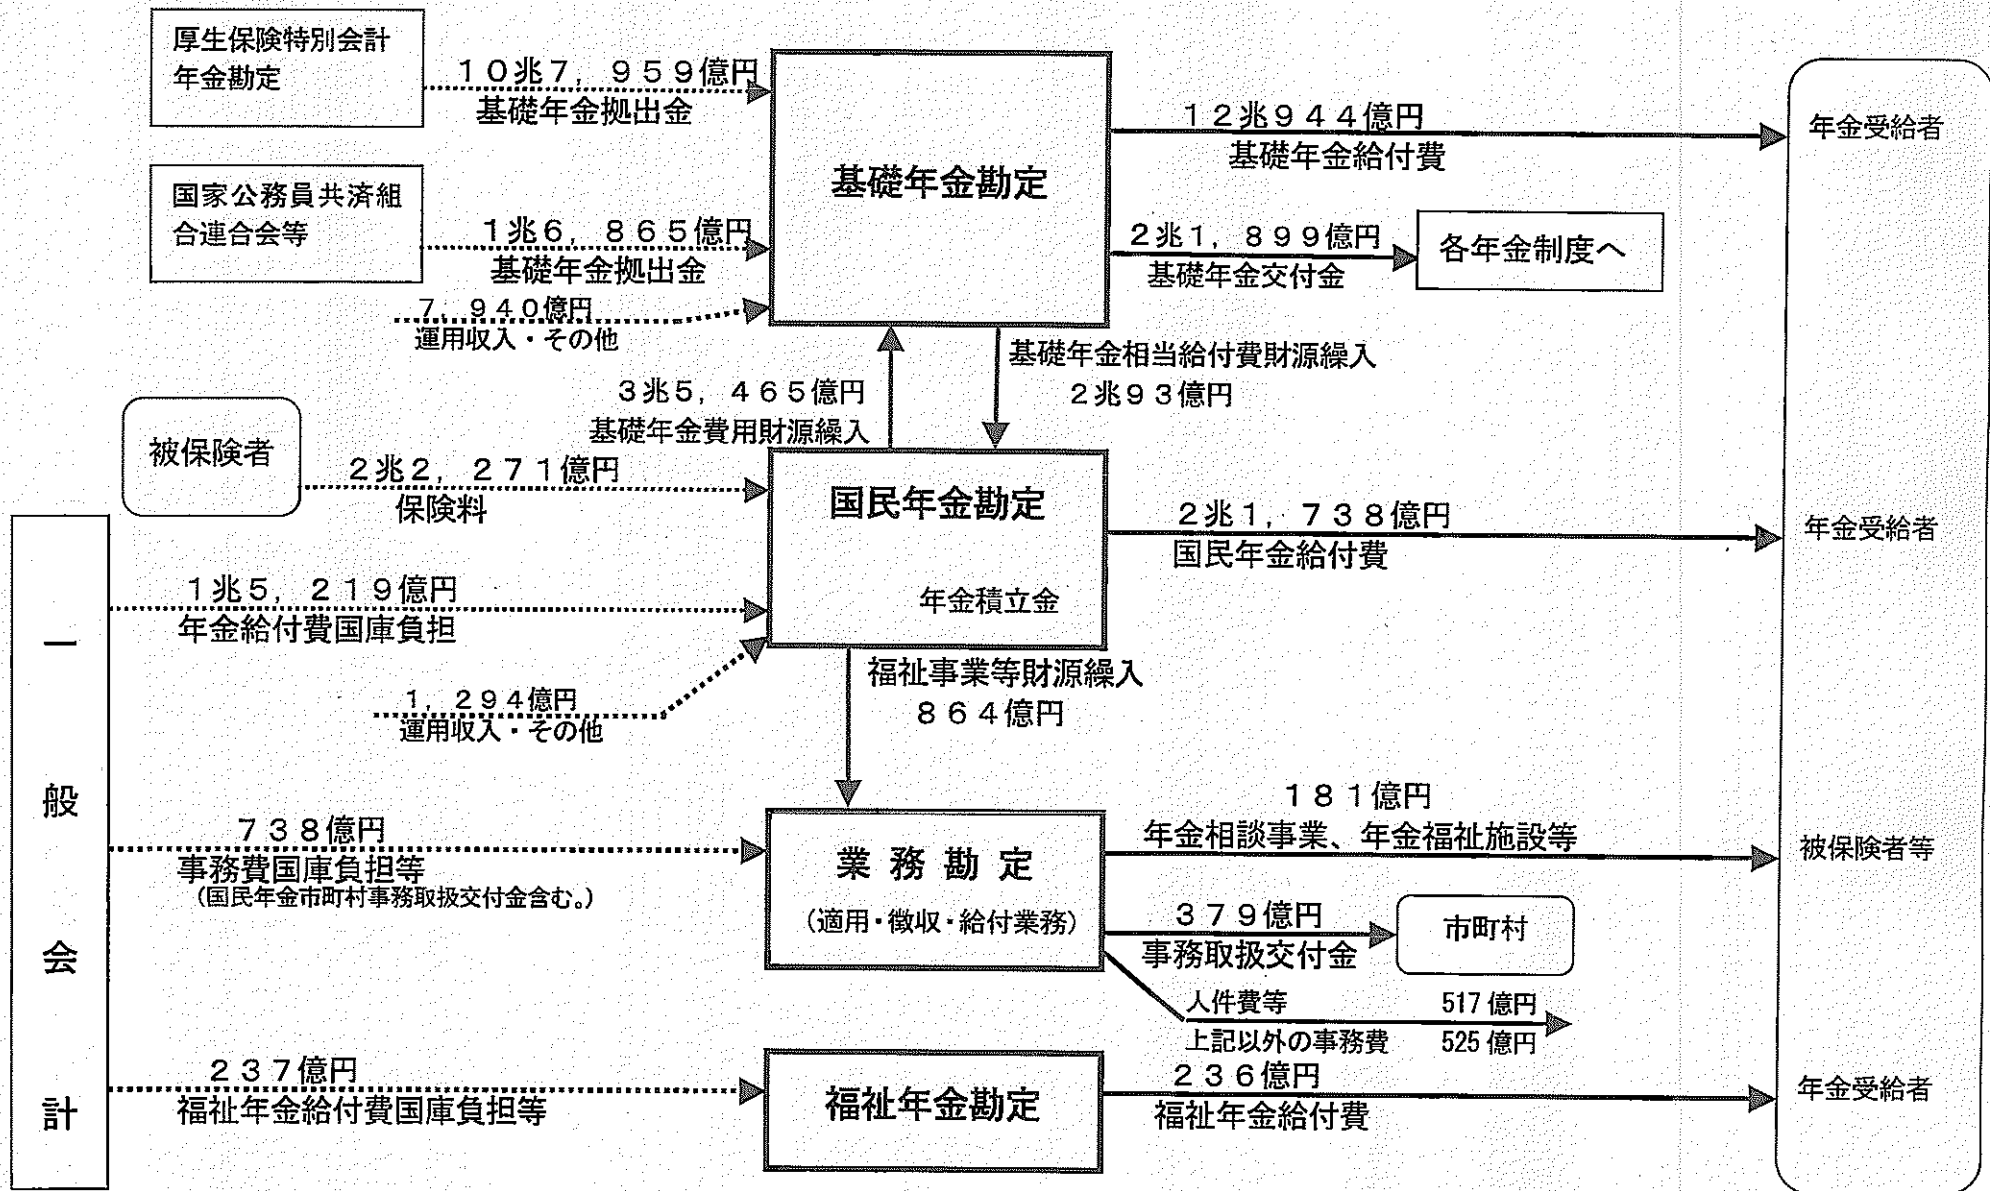 厚生保険特別会計
年金勘定
10兆7,959億円
基礎年金拠出金
国家公務員共済組
合連合会等
1兆6,865億円
基礎年金拠出金
7,940億円
運用収入・その他
基礎年金勘定
12兆944億円
基礎年金給付費
年金受給者
2兆1,899億円
基礎年金交付金
各年金制度へ
3兆5,465億円
基礎年金費用財源繰入
基礎年金相当給付費財源繰入
2兆93億円
被保険者
2兆2,271億円
保険料
国民年金勘定
年金積立金
2兆1,738億円
国民年金給付費
年金受給者
一般会計
1兆5,219億円
年金給付費国庫負担
1,294億円
運用収入・その他
福祉事業等財源繰入
864億円
738億円
事務費国庫負担等
(国民年金市町村事務取扱交付金含む。)
業務勘定
(適用・徴収・給付業務)
181億円
年金相談事業、年金福祉施設等
被保険者等
379億円
事務取扱交付金
市町村
人件費等 517億円
上記以外の事務費 525億円
237億円
福祉年金給付費国庫負担等
福祉年金勘定
236億円
福祉年金給付費
年金受給者